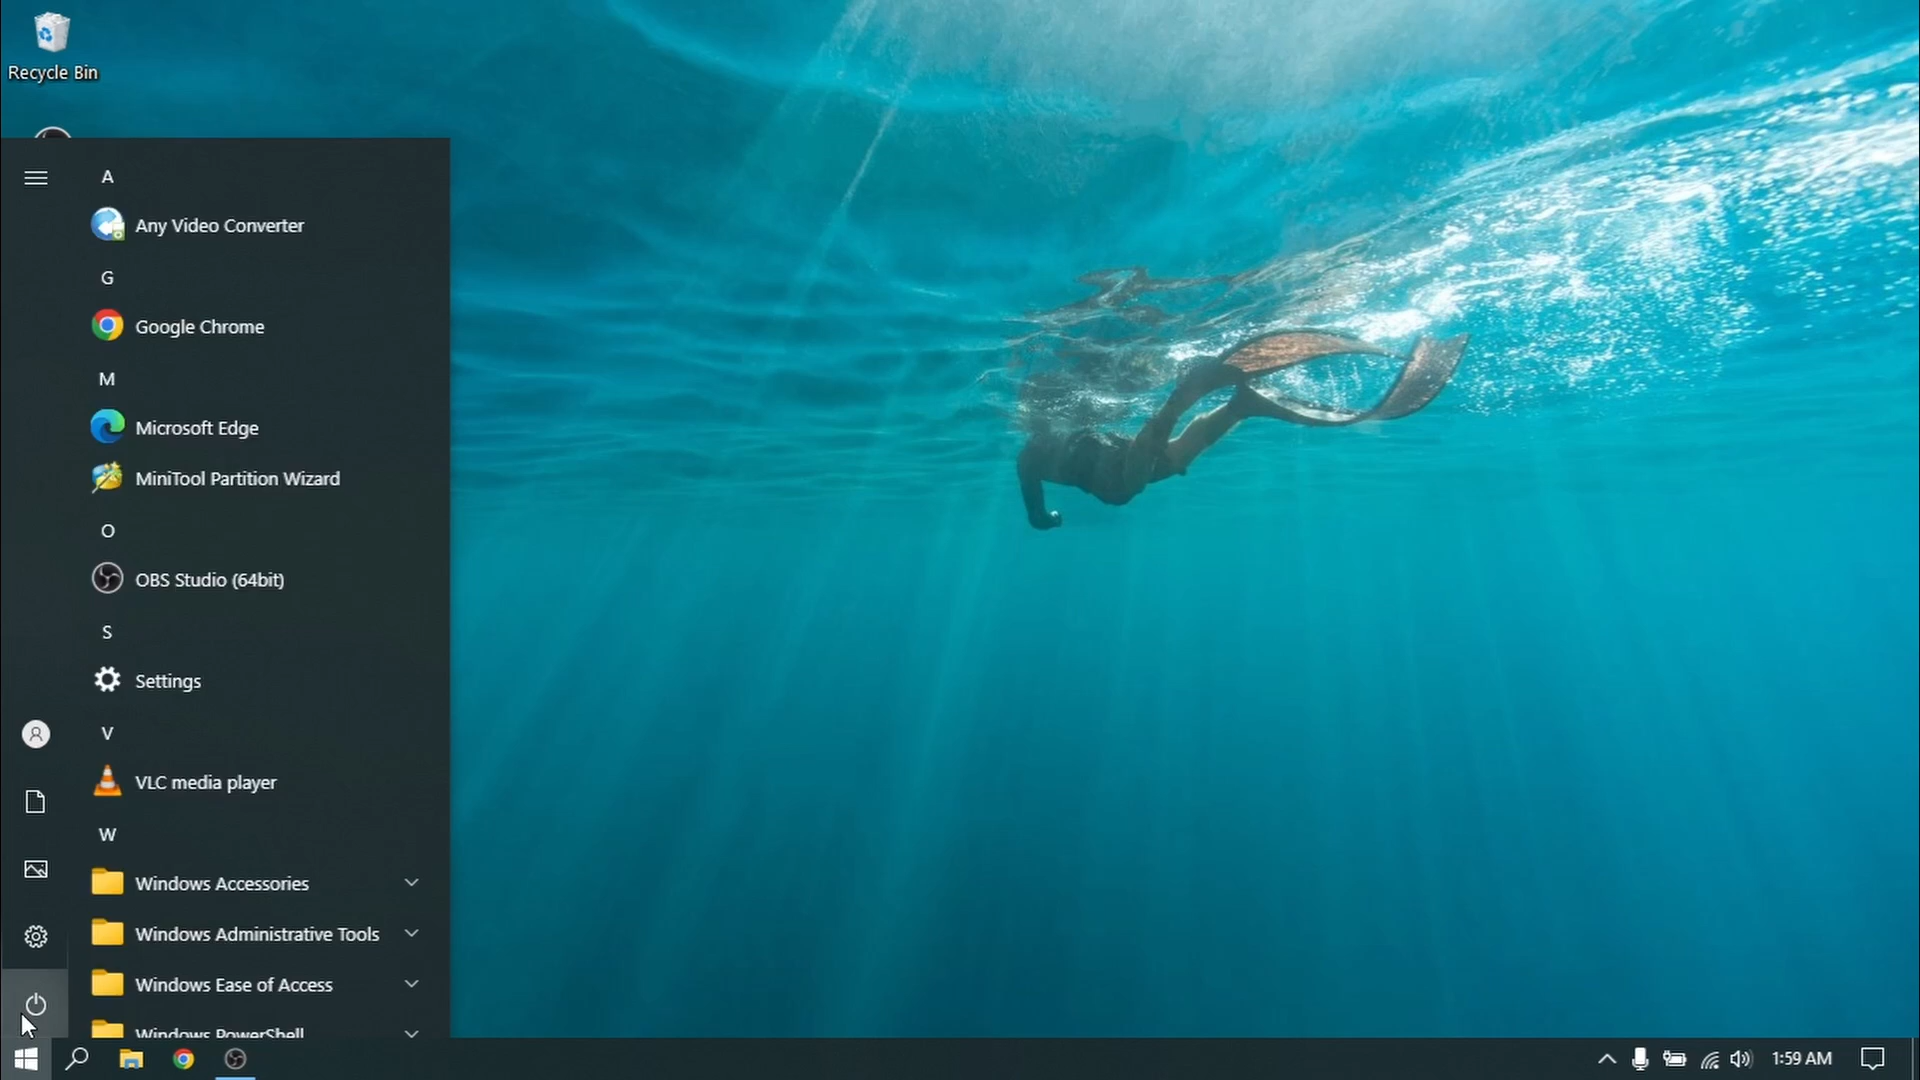 Recycle Bin
A
Any Video Converter
G
Google Chrome
M
Microsoft Edge
MiniTool Partition Wizard
O
OBS Studio (64bit)
S
Settings
V
VLC media player
W
Windows Accessories
Windows Administrative Tools
Windows Ease of Access
Windows PowerShell
1:59 AM